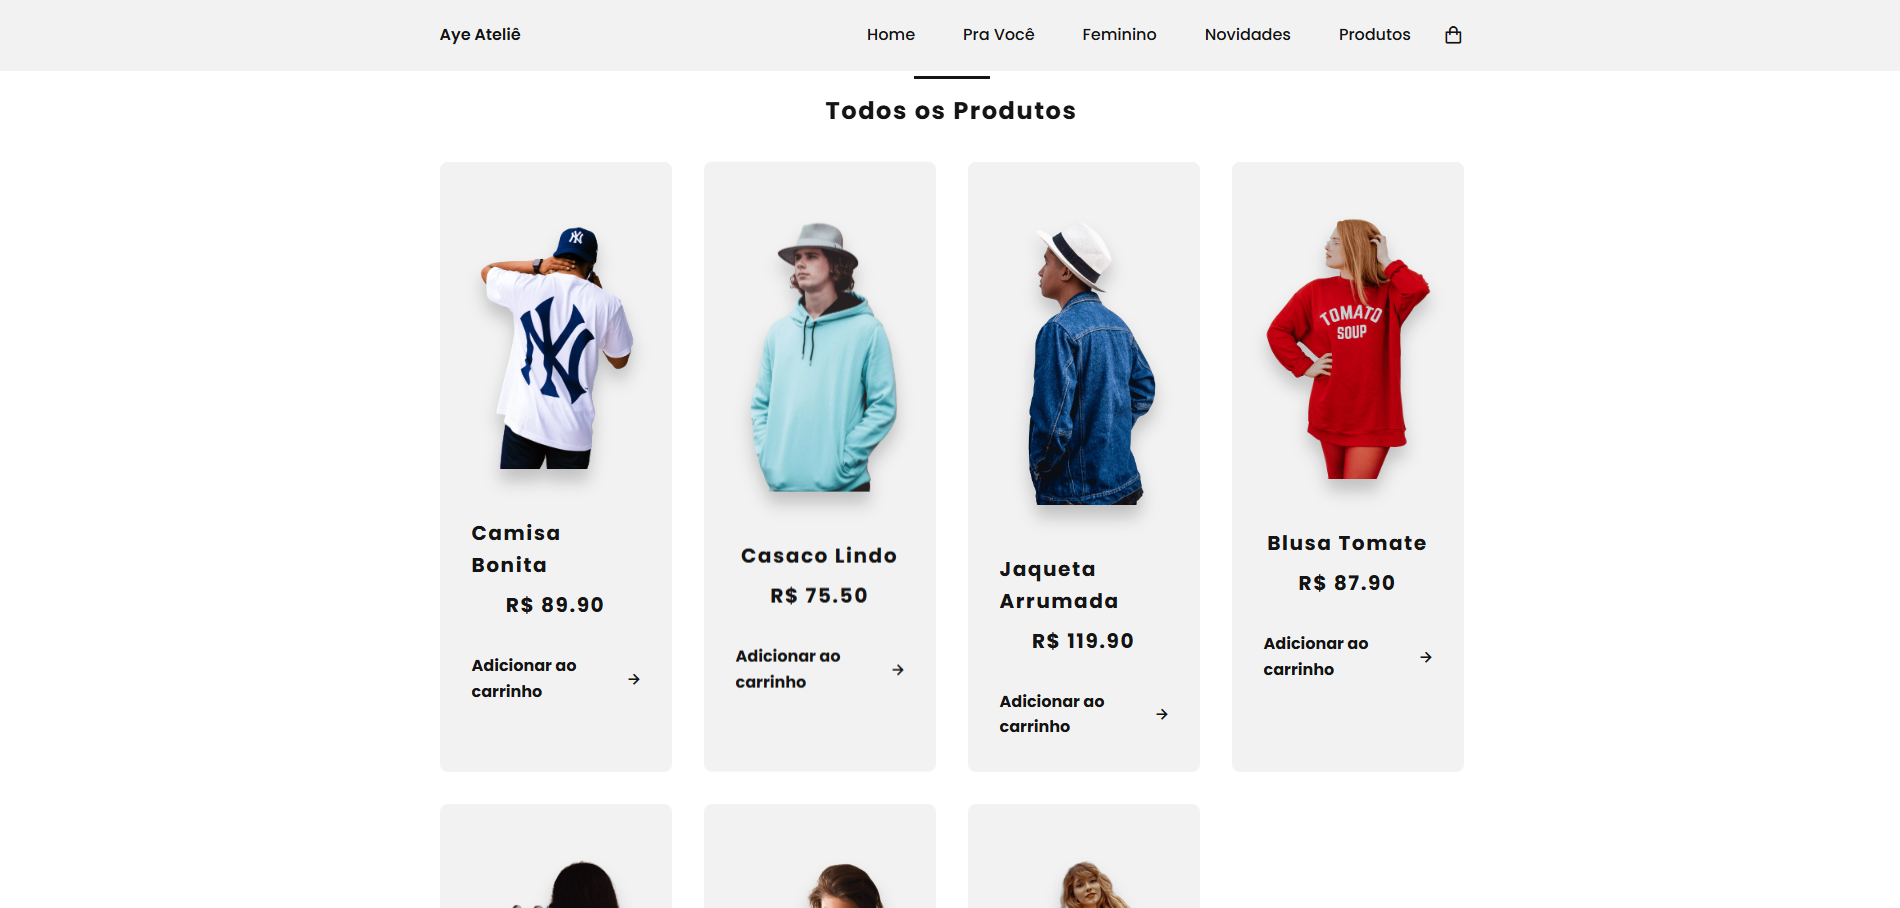 Aye Ateliê
Home
Pra Você
Feminino
Novidades
Produtos
Todos os Produtos
NY
NY
Camisa
Bonita
R$ 89.90
Adicionar ao
carrinho
Casaco Lindo
R$ 75.50
Adicionar ao
carrinho
Jaqueta
Arrumada
R$ 119.90
Adicionar ao
carrinho
TOMATO
SOUP
Blusa Tomate
R$ 87.90
Adicionar ao
carrinho